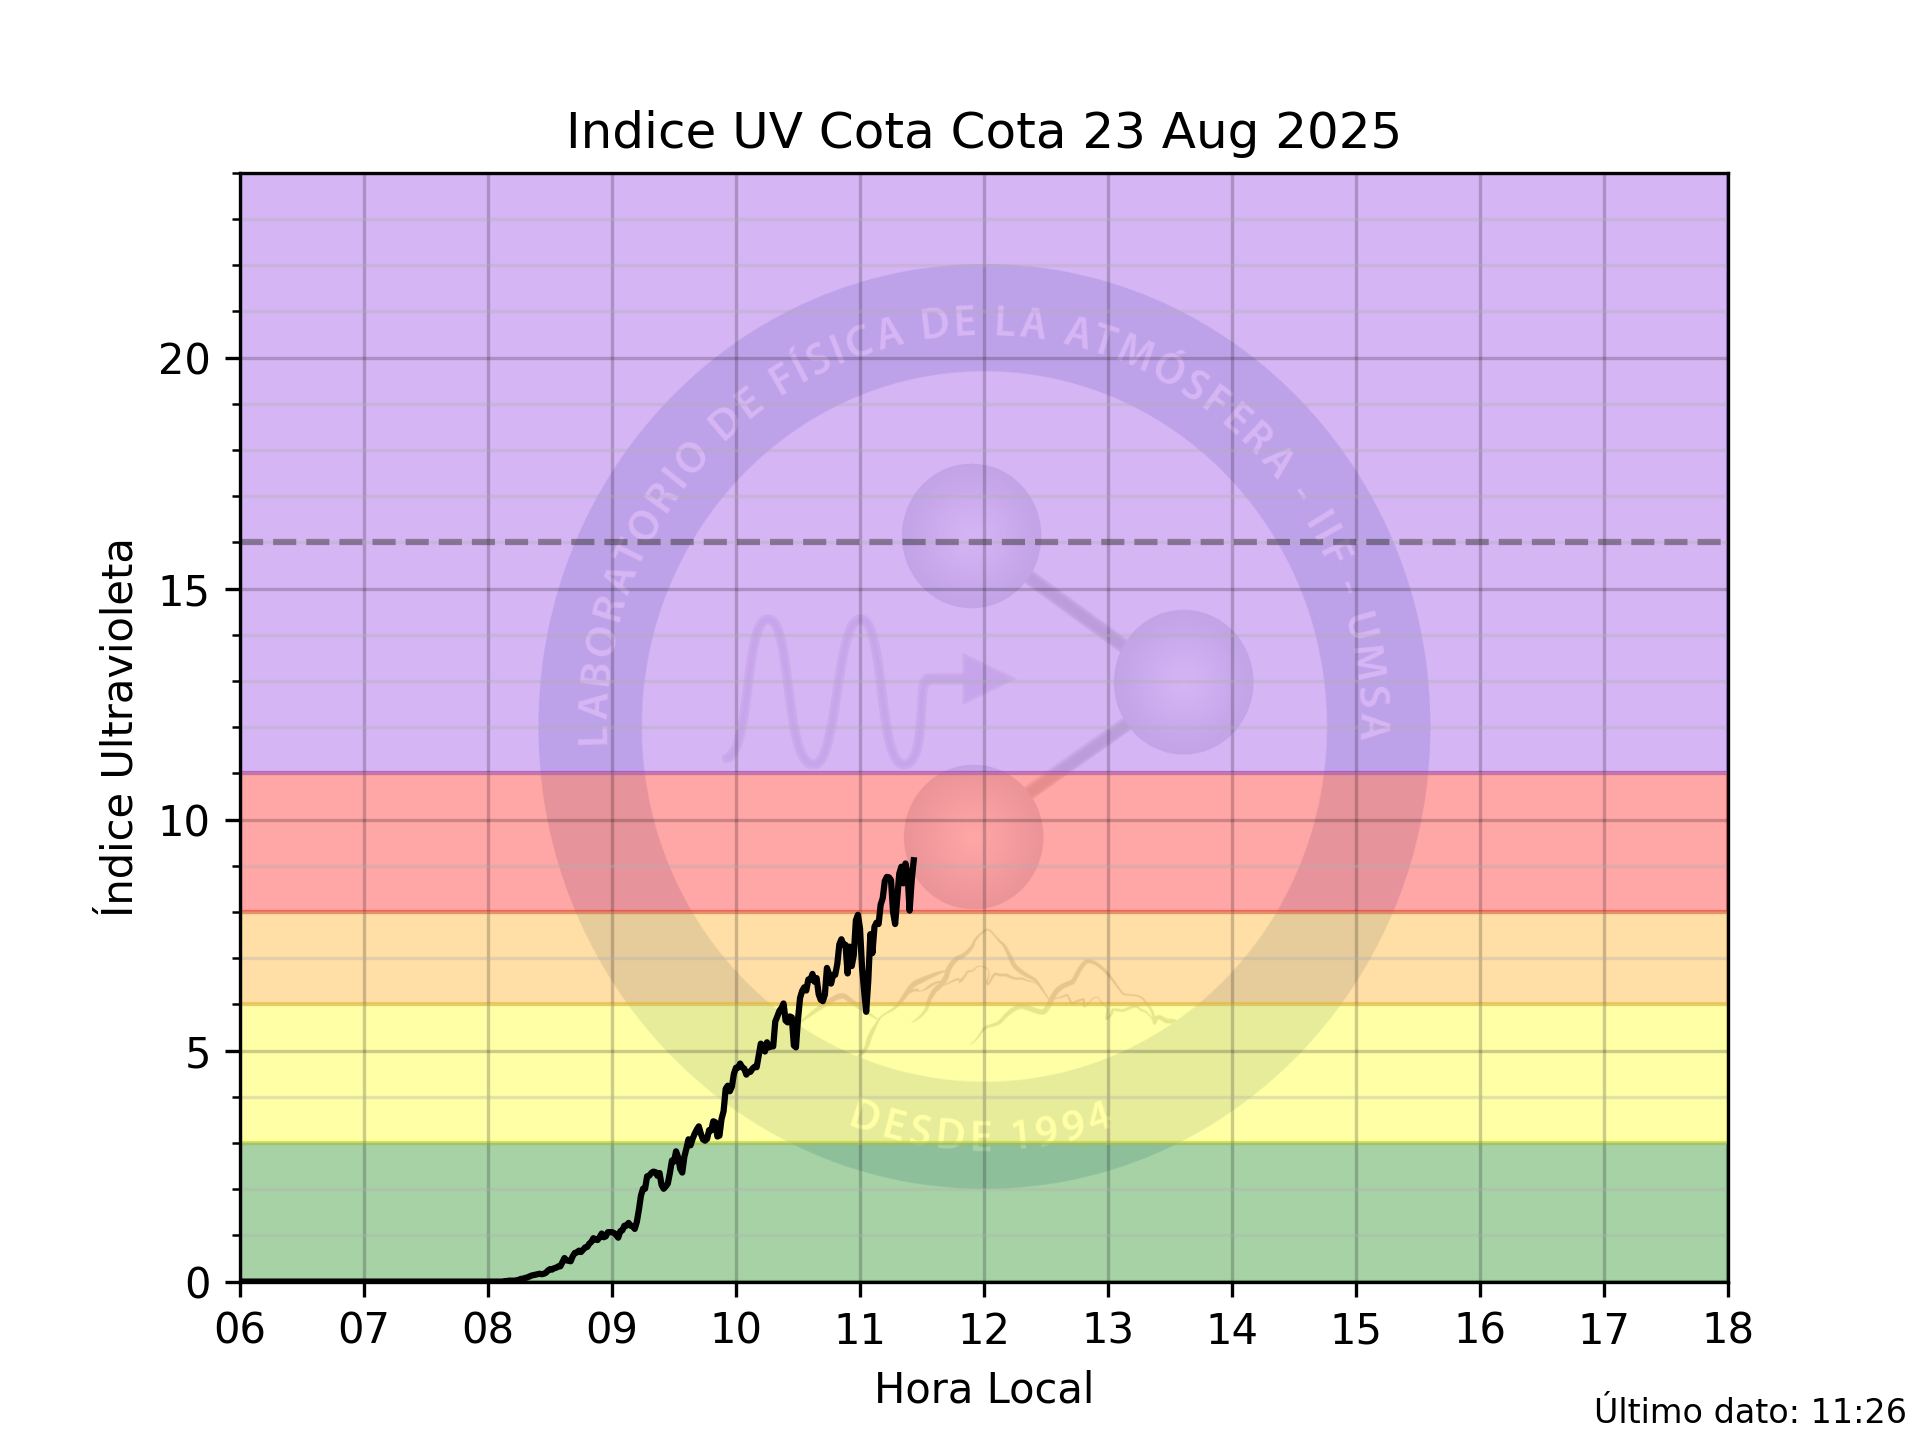 Indice UV Cota Cota 23 Aug 2025
LABORATORIO DE FÍSICA DE LA ATMÓSFERA - IIF - UMSA
DESDE 1994
Índice Ultravioleta
20
15
10
5
0
06 07 08 09 10 11 12 13 14 15 16 17 18
Hora Local
Último dato: 11:26